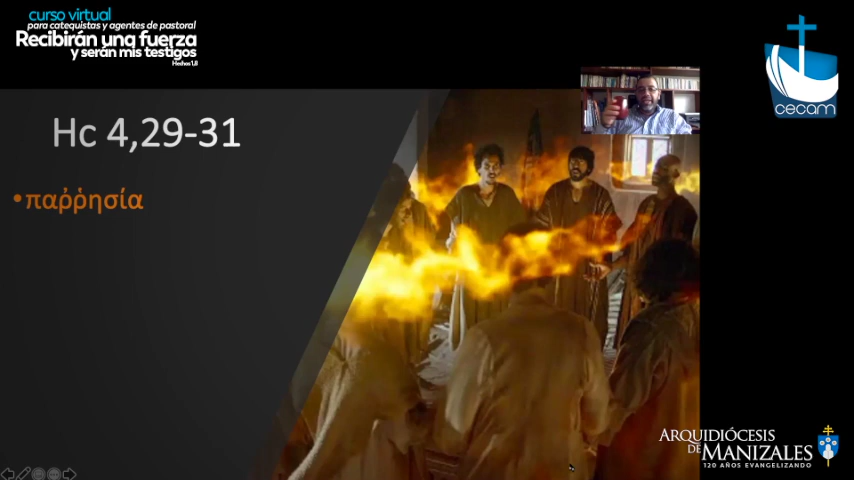 curso virtual
para catequistas y agentes de pastoral
Recibirán una fuerza
y serán mis testigos
Hechos 1,8
cecam
Hc 4,29-31
•παῤῥησία
ARQUIDIÓCESIS
DE MANIZALES
120 AÑOS EVANGELIZANDO